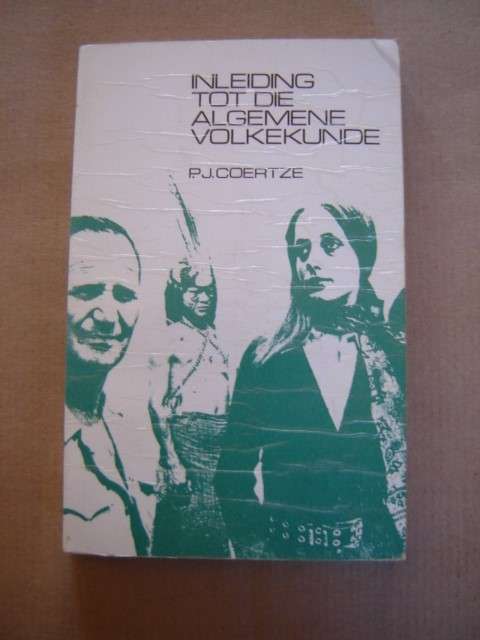 INLEIDING
TOT DIE
ALGEMENE
VOLKEKUNDE
P.J. COERTZE